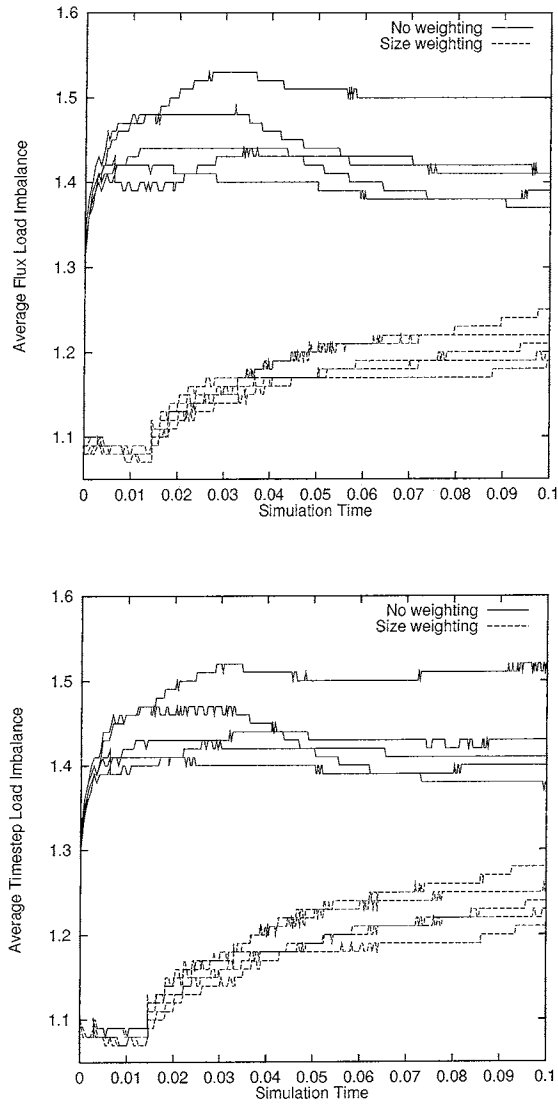 1.6
No weighting
Size weighting
1.5
1.4
1.3
1.2
1.1
Average Flux Load Imbalance
0 0.01 0.02 0.03 0.04 0.05 0.06 0.07 0.08 0.09 0.1
Simulation Time
1.6
No weighting
Size weighting
1.5
1.4
1.3
1.2
1.1
Average Timestep Load Imbalance
0 0.01 0.02 0.03 0.04 0.05 0.06 0.07 0.08 0.09 0.1
Simulation Time